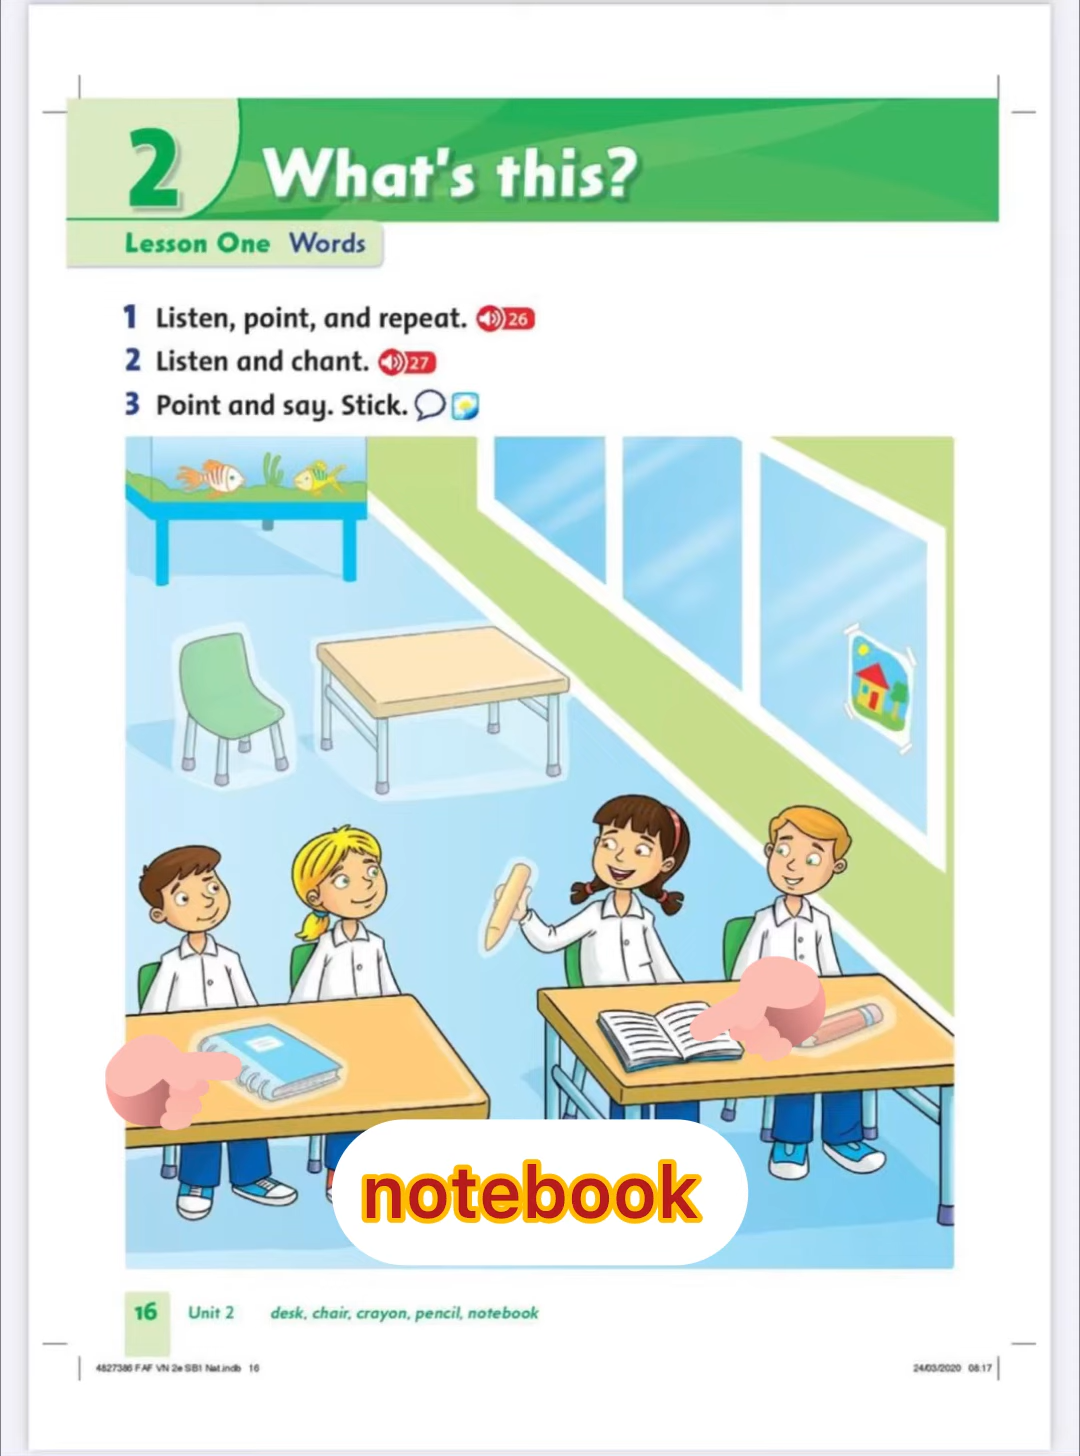 2 What's this?
Lesson One Words
1 Listen, point, and repeat. 26
2 Listen and chant. 27
3 Point and say. Stick.
notebook
16 Unit 2 desk, chair, crayon, pencil, notebook
4827386 FAF VN 2e SB1 Nat.indb 16 24/03/2020 08:17